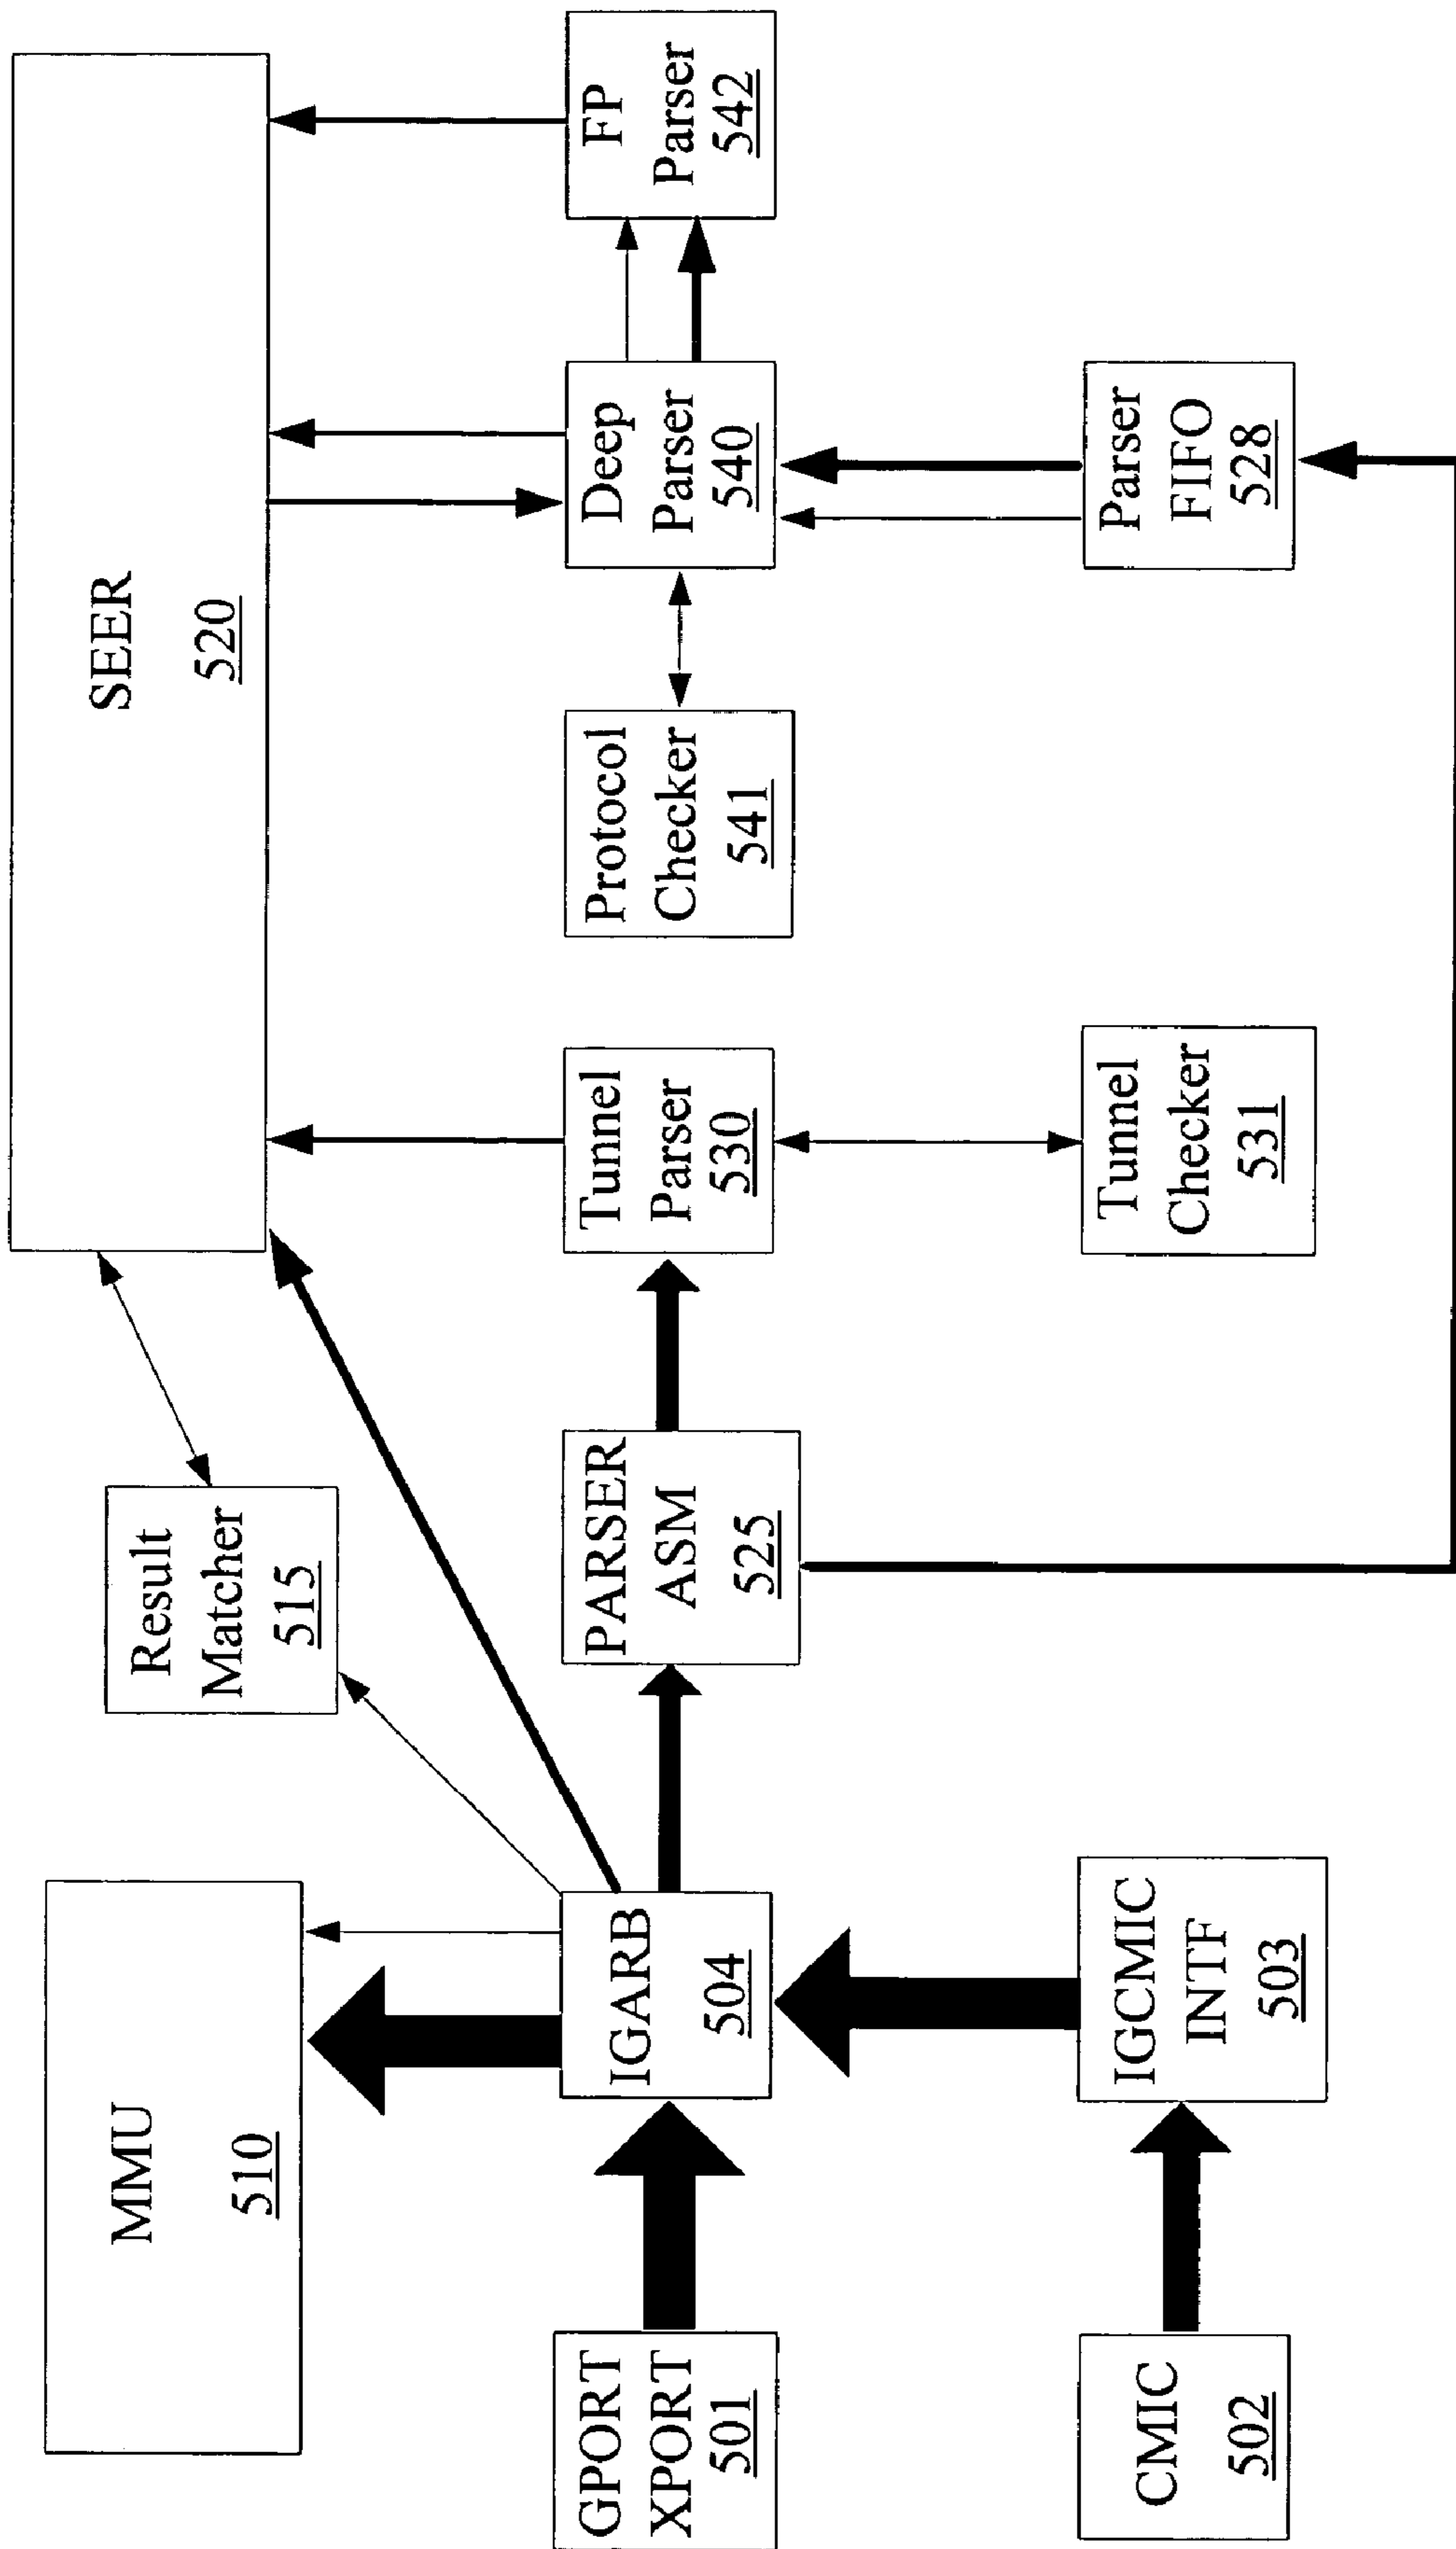 MMU
510
SEER
520
Result
Matcher
515
GPORT
XPORT
501
IGARB
504
PARSER
ASM
525
Tunnel
Parser
530
Protocol
Checker
541
Deep
Parser
540
FP
Parser
542
CMIC
502
IGCMIC
INTF
503
Tunnel
Checker
531
Parser
FIFO
528